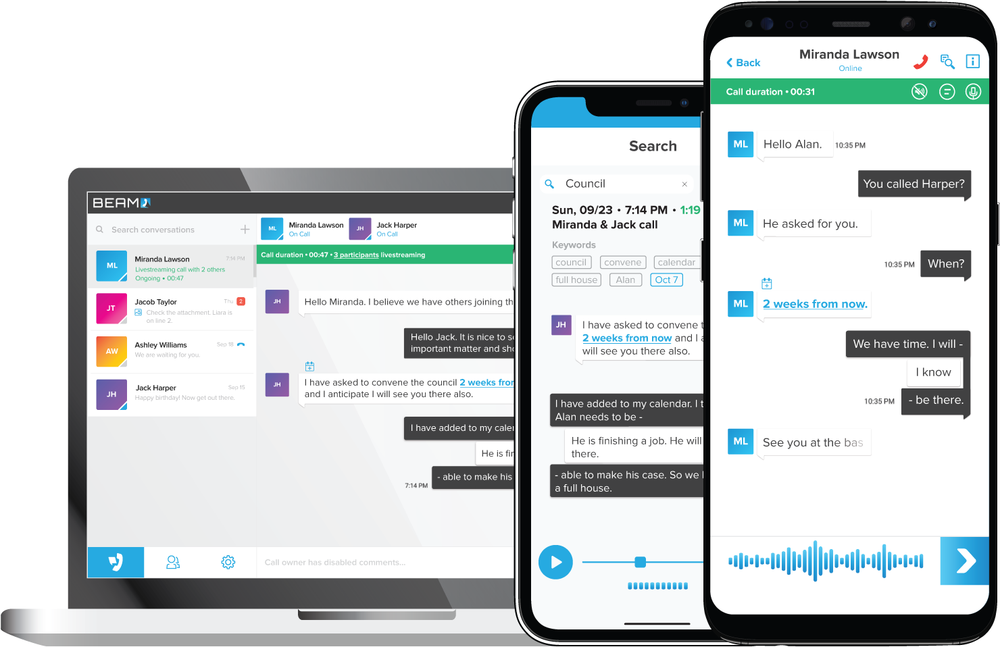 BEAM
Search conversations
ML
Miranda Lawson
7:14 PM
Livestreaming call with 2 others
Ongoing • 00:47
JT
Jacob Taylor
Thu
2
Check the attachment. Liara is
on line 2.
AW
Ashley Williams
Sep 18
We are waiting for you.
JH
Jack Harper
Sep 15
Happy birthday! Now get out there.
ML
Miranda Lawson
On Call
JH
Jack Harper
On Call
Call duration • 00:47 • 3 participants livestreaming
JH
Hello Miranda. I believe we have others joining th
Hello Jack. It is nice to s
important matter and sho
JH
I have asked to convene the council 2 weeks fror
and I anticipate I will see you there also.
I have added to my caler
He is fir
- able to make his
7:14 PM
Call owner has disabled comments...
Search
Council
×
Sun, 09/23 • 7:14 PM • 1:19
Miranda & Jack call
Keywords
council
convene
calendar
full house
Alan
Oct 7
JH
I have asked to convene t
2 weeks from now and I a
will see you there also.
I have added to my calendar. I t
Alan needs to be -
He is finishing a job. He will
there.
- able to make his case. So we
a full house.
Back
Miranda Lawson
Online
Call duration • 00:31
ML
Hello Alan.
10:35 PM
You called Harper?
ML
He asked for you.
10:35 PM
When?
ML
2 weeks from now.
We have time. I will -
I know
10:35 PM
- be there.
ML
See you at the bas